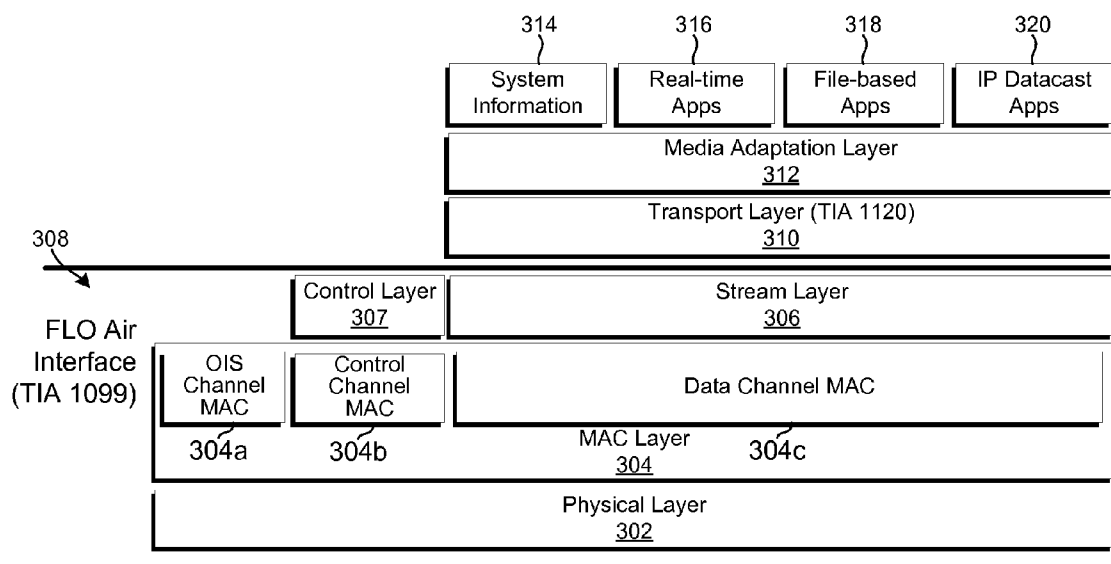 314 316 318 320
System Information
Real-time Apps
File-based Apps
IP Datacast Apps
Media Adaptation Layer
312
Transport Layer (TIA 1120)
310
308
Control Layer
307
Stream Layer
306
FLO Air
Interface
(TIA 1099)
OIS
Channel
MAC
304a
Control
Channel
MAC
304b
Data Channel MAC
304c
MAC Layer
304
Physical Layer
302